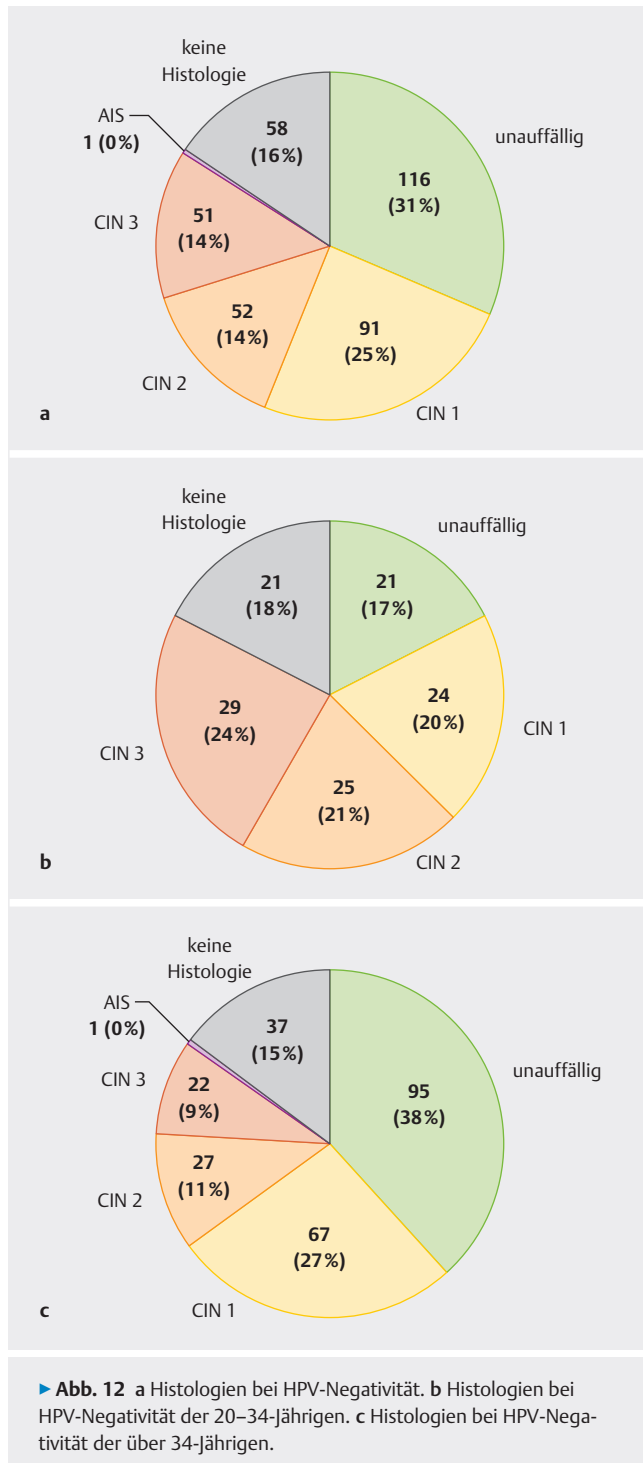 keine
Histologie
AIS
1 (0%)
58
(16%)
unauffällig
116
(31%)
CIN 3
51
(14%)
52
(14%)
91
(25%)
CIN 2
CIN 1
a
keine
Histologie
unauffällig
21
(18%)
21
(17%)
24
(20%)
CIN 1
29
(24%)
CIN 3
25
(21%)
CIN 2
b
keine
Histologie
AIS
1 (0%)
37
(15%)
unauffällig
95
(38%)
CIN 3
22
(9%)
27
(11%)
CIN 2
67
(27%)
CIN 1
c
▶ Abb. 12 a Histologien bei HPV-Negativität. b Histologien bei
HPV-Negativität der 20–34-Jährigen. c Histologien bei HPV-Nega-
tivität der über 34-Jährigen.